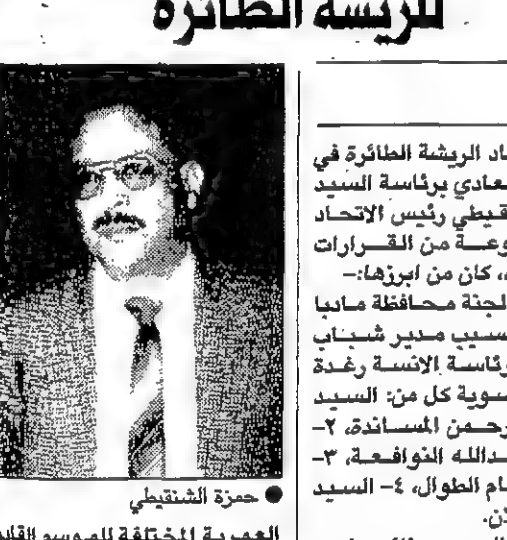 للريشة الطائرة
اد الريشة الطائرة في
عادي برئاسة السيد
قيطي رئيس الاتحاد
وعة من القرارات
، كان من ابرزها:-
لجنة محافظة مادبا
سيب مدير شباب
رئاسة الانسة رغدة
سوية كل من: السيد
رحمن المساندة، ٢-
دالله النوافعة، ٣-
ام الطوال، ٤- السيد
ن.
● حمزة الشنقيطي
العمرية المختلفة للموسم القاد